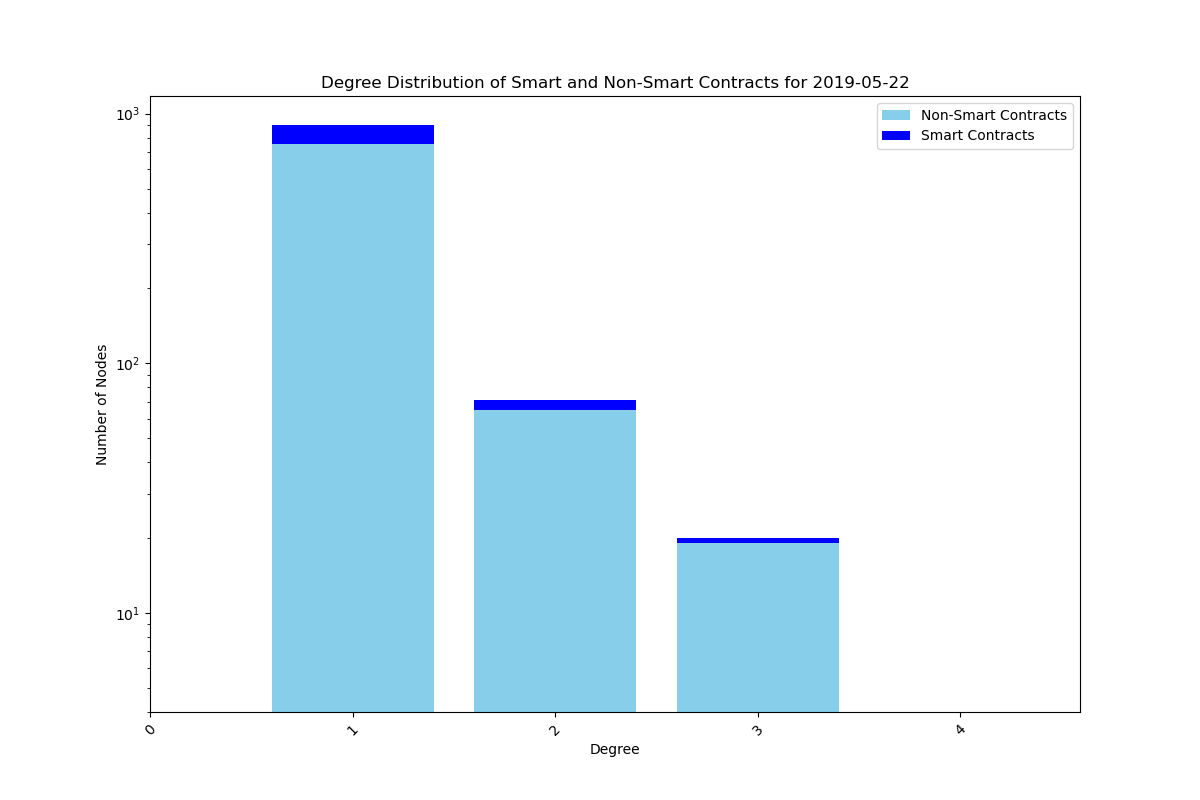 Degree Distribution of Smart and Non-Smart Contracts for 2019-05-22
Non-Smart Contracts
Smart Contracts
Number of Nodes
10³
10²
10¹
0 1 2 3 4
Degree